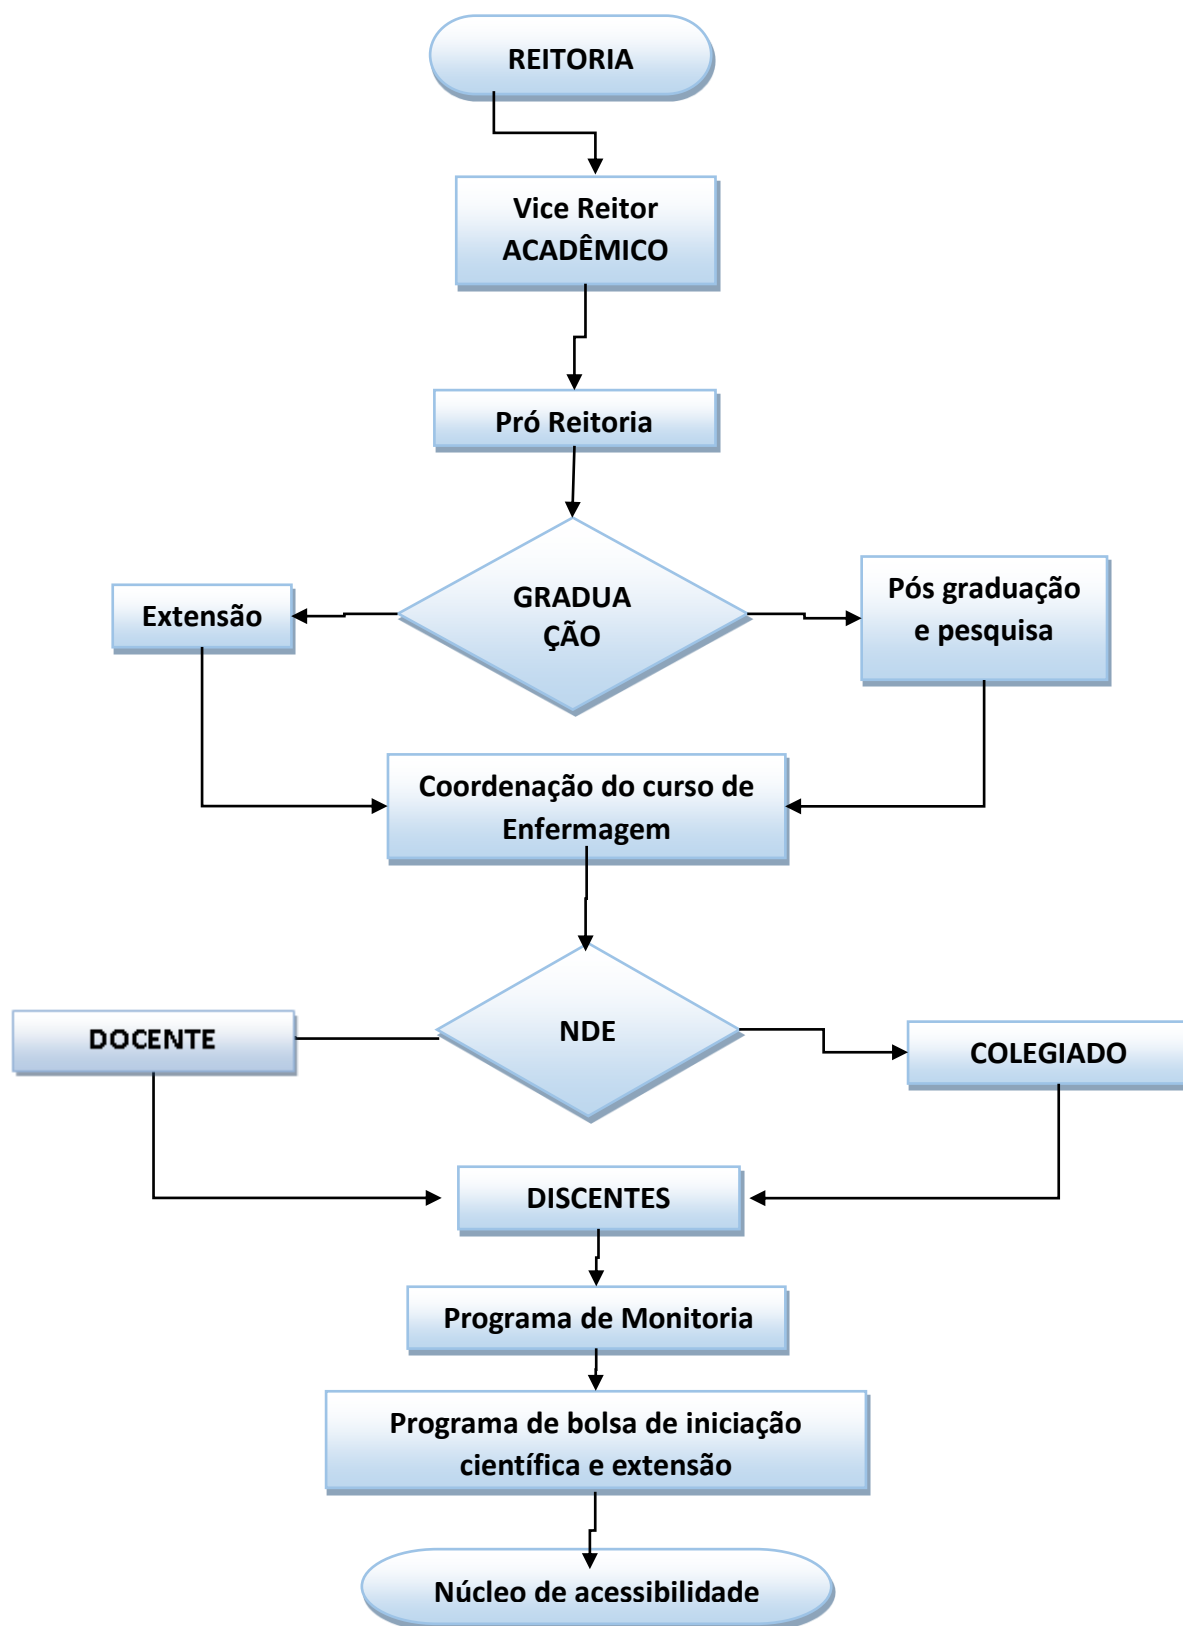 REITORIA
Vice Reitor
ACADÊMICO
Pró Reitoria
Extensão
GRADUA
ÇÃO
Pós graduação
e pesquisa
Coordenação do curso de
Enfermagem
DOCENTE
NDE
COLEGIADO
DISCENTES
Programa de Monitoria
Programa de bolsa de iniciação
científica e extensão
Núcleo de acessibilidade